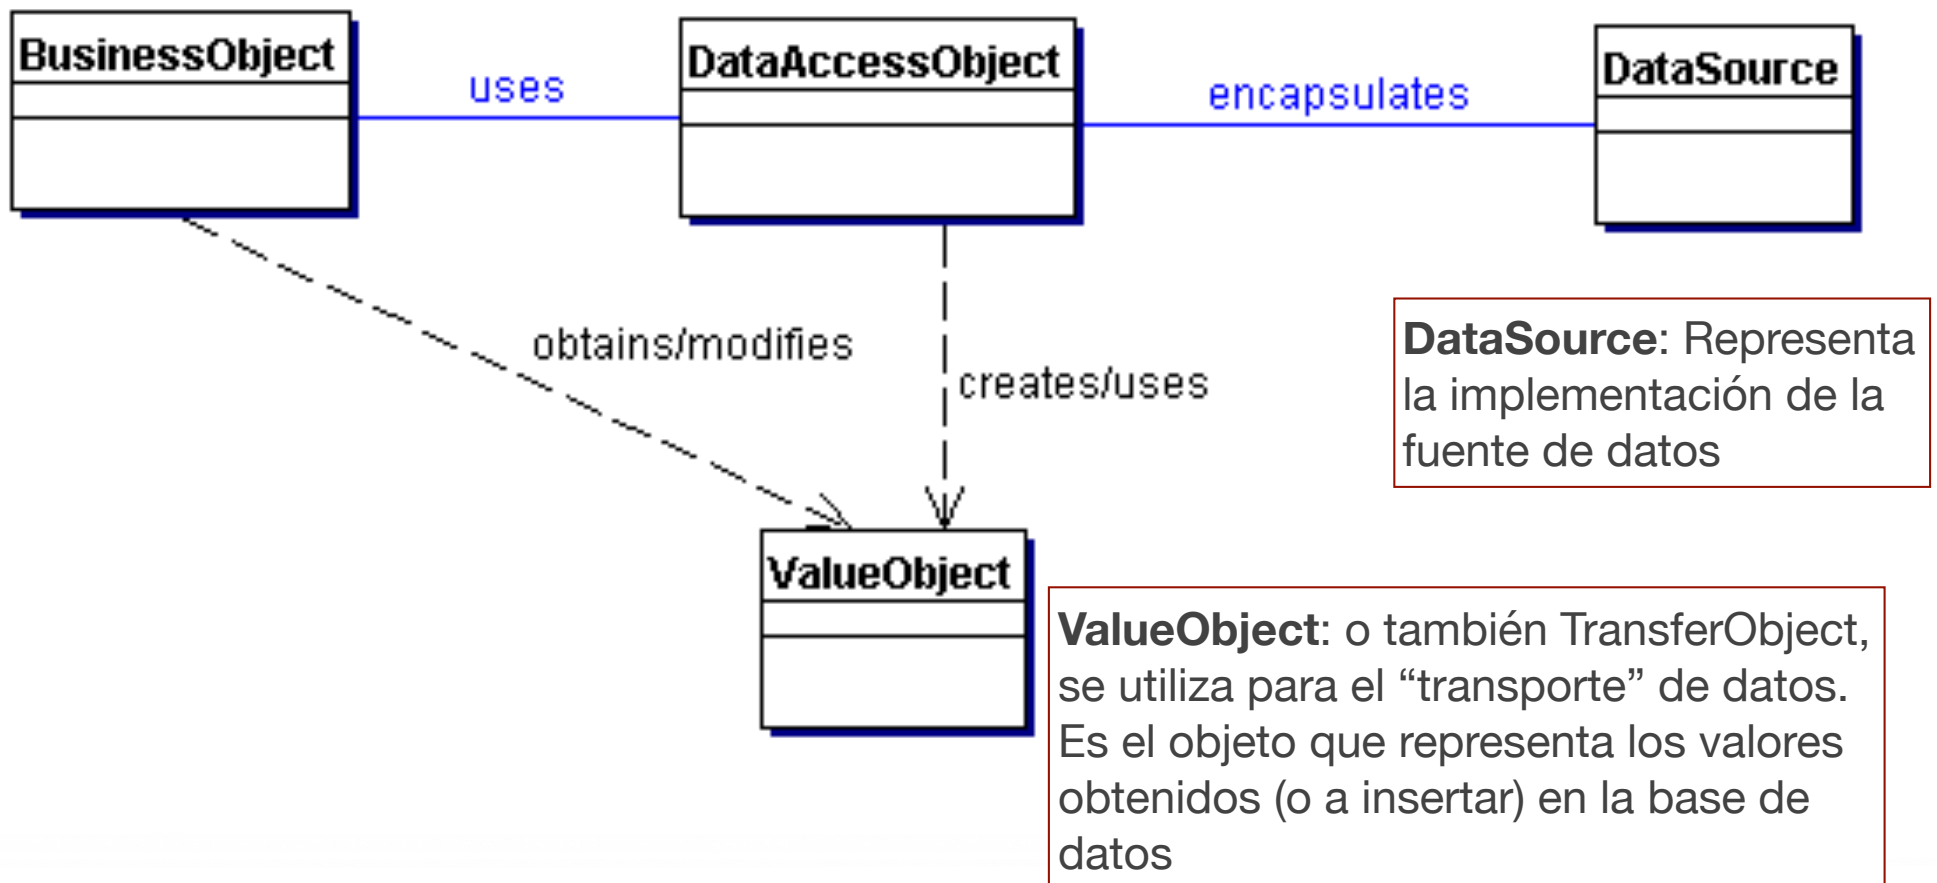 BusinessObject
uses
DataAccessObject
encapsulates
DataSource
obtains/modifies
creates/uses
DataSource: Representa
la implementación de la
fuente de datos
ValueObject
ValueObject: o también TransferObject,
se utiliza para el “transporte” de datos.
Es el objeto que representa los valores
obtenidos (o a insertar) en la base de
datos